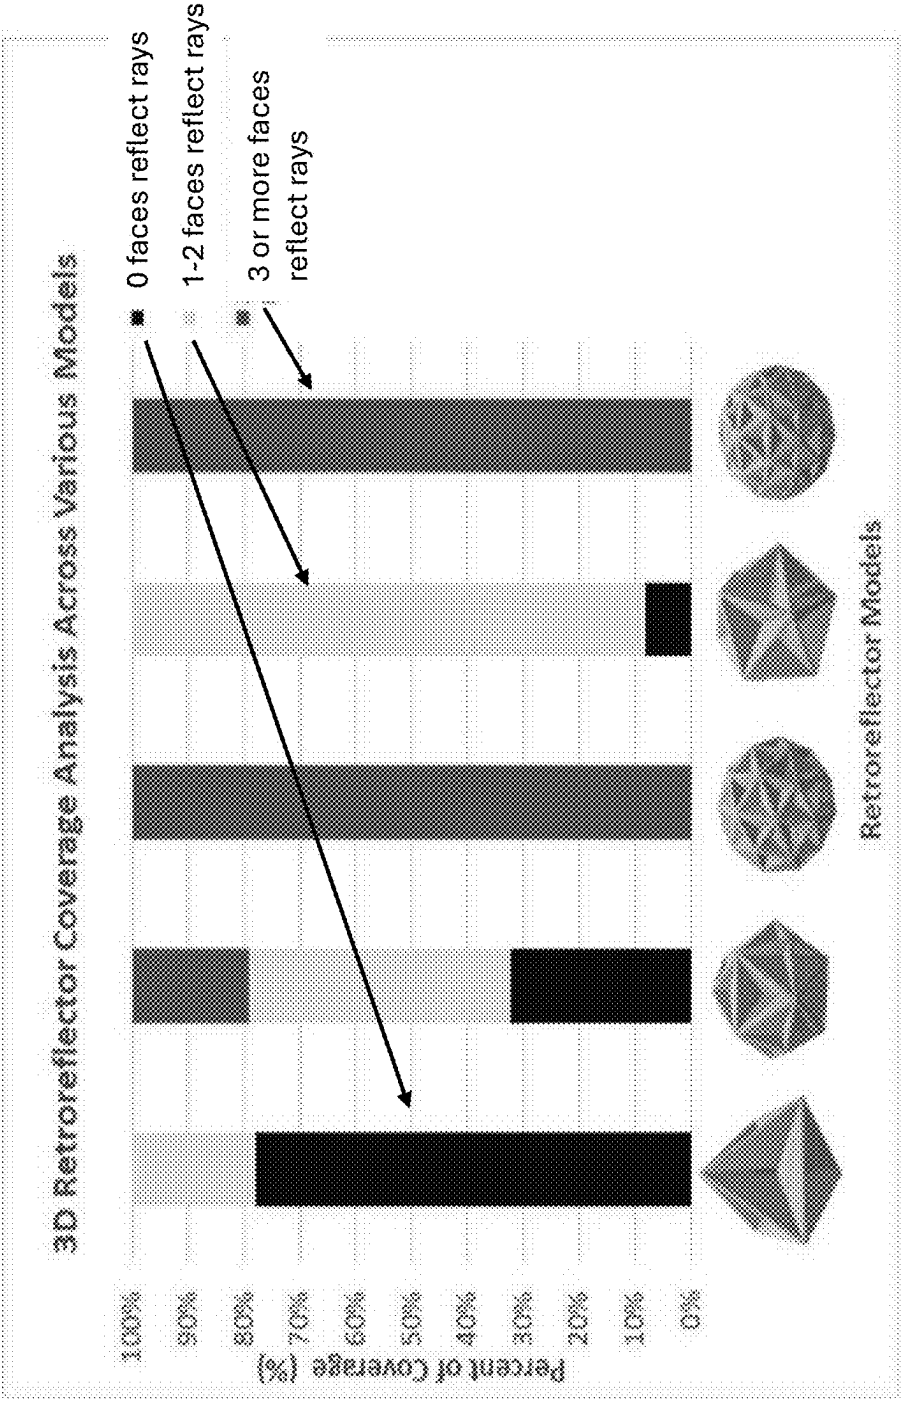 3D Retroreflector Coverage Analysis Across Various Models
0 faces reflect rays
1-2 faces reflect rays
3 or more faces
reflect rays
Percent of Coverage (%)
100%
90%
80%
70%
60%
50%
40%
30%
20%
10%
0%
Retroreflector Models